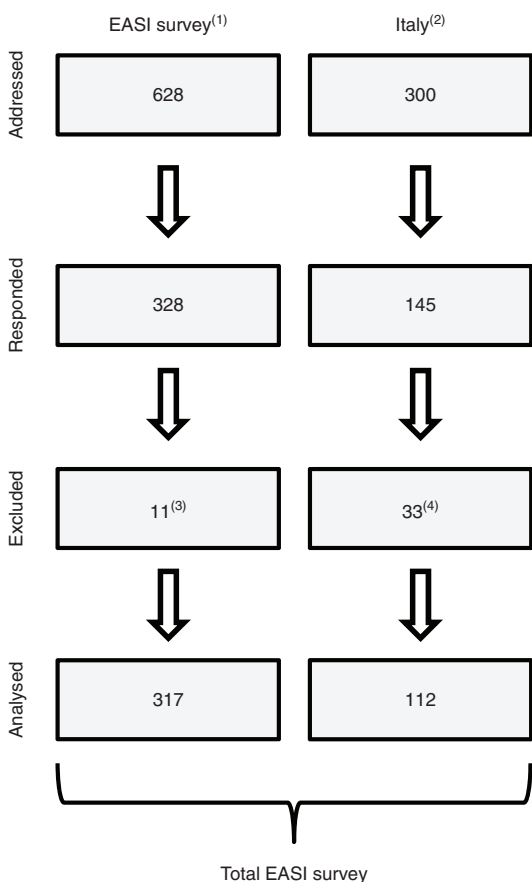 EASI survey(1) Italy(2)
Addressed 628 300
Responded 328 145
Excluded 11(3) 33(4)
Analysed 317 112
Total EASI survey